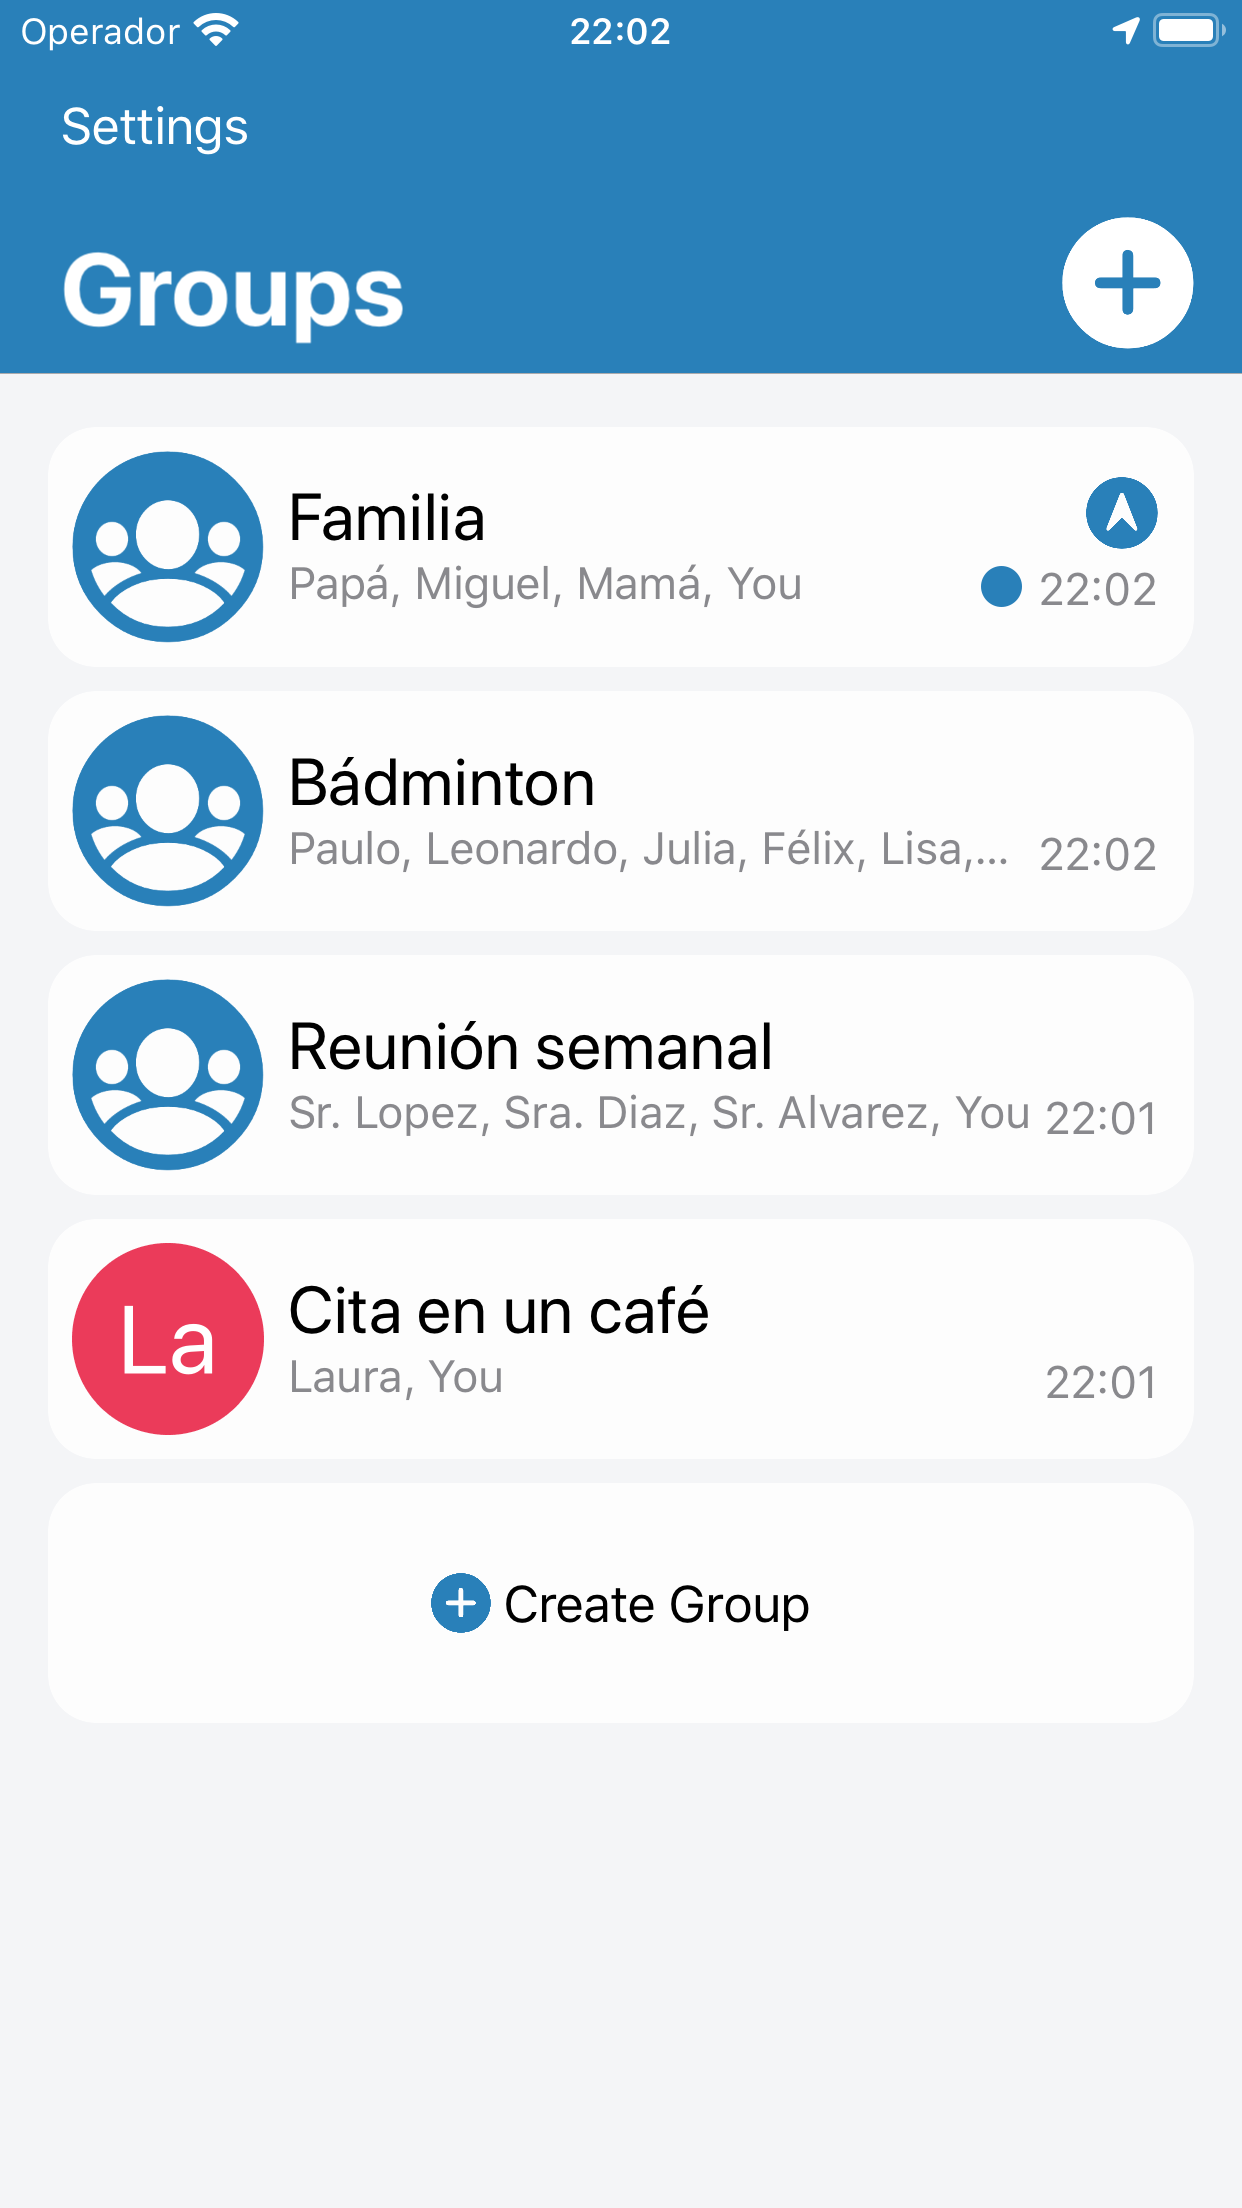 Operador 22:02
Settings
Groups
Familia
Papá, Miguel, Mamá, You 22:02
Bádminton
Paulo, Leonardo, Julia, Félix, Lisa,... 22:02
Reunión semanal
Sr. Lopez, Sra. Diaz, Sr. Alvarez, You 22:01
La
Cita en un café
Laura, You 22:01
Create Group